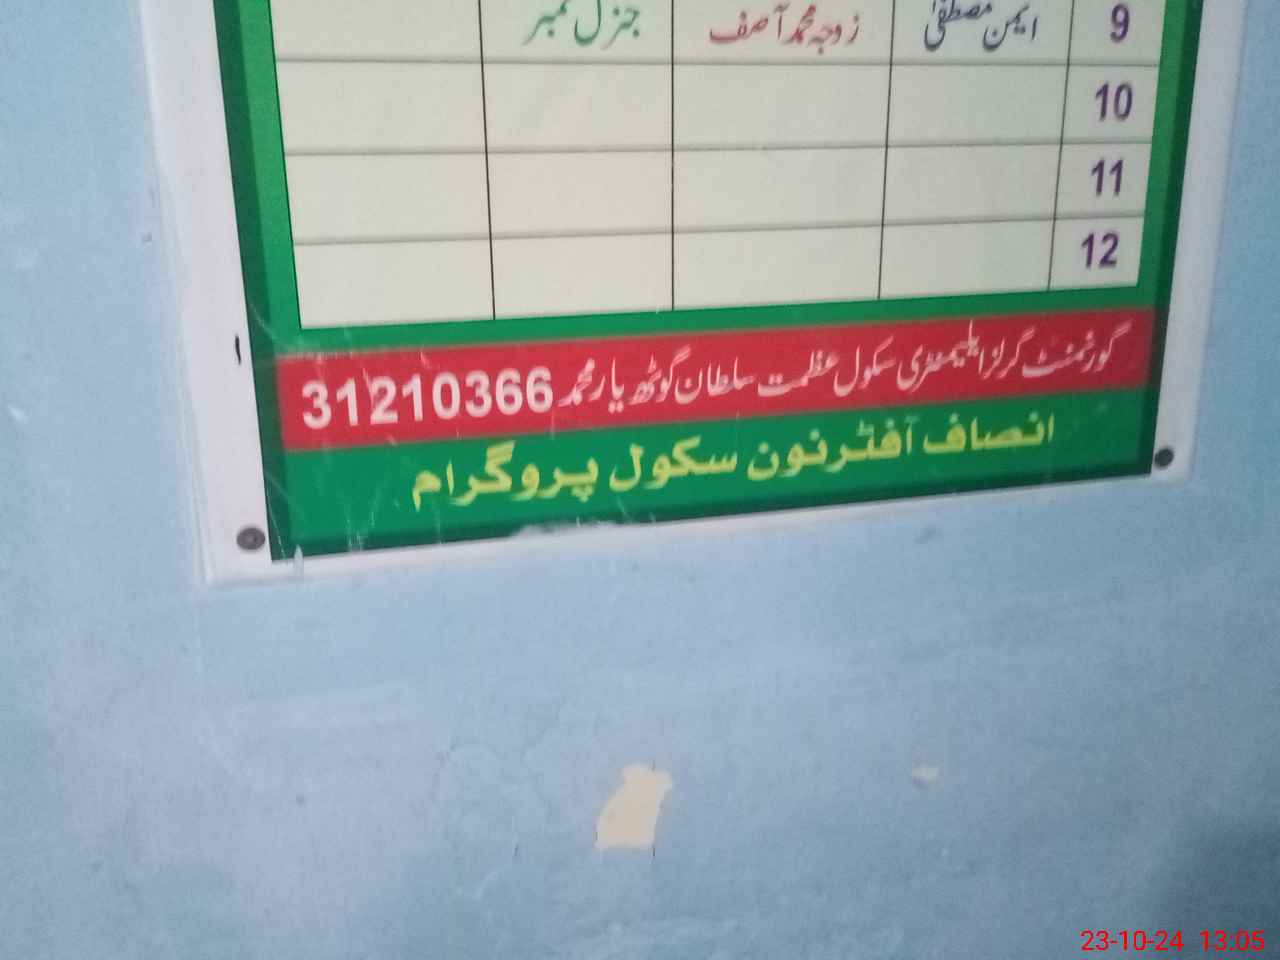 9 ایمن مصطفیٰ زوجہ محمد آصف جنرل ممبر
10
11
12
گورنمنٹ گرلز ایلیمنٹری سکول عظمت سلطان گوٹھ یار محمد 31210366
انصاف آفٹرنون سکول پروگرام
23-10-24 13:05